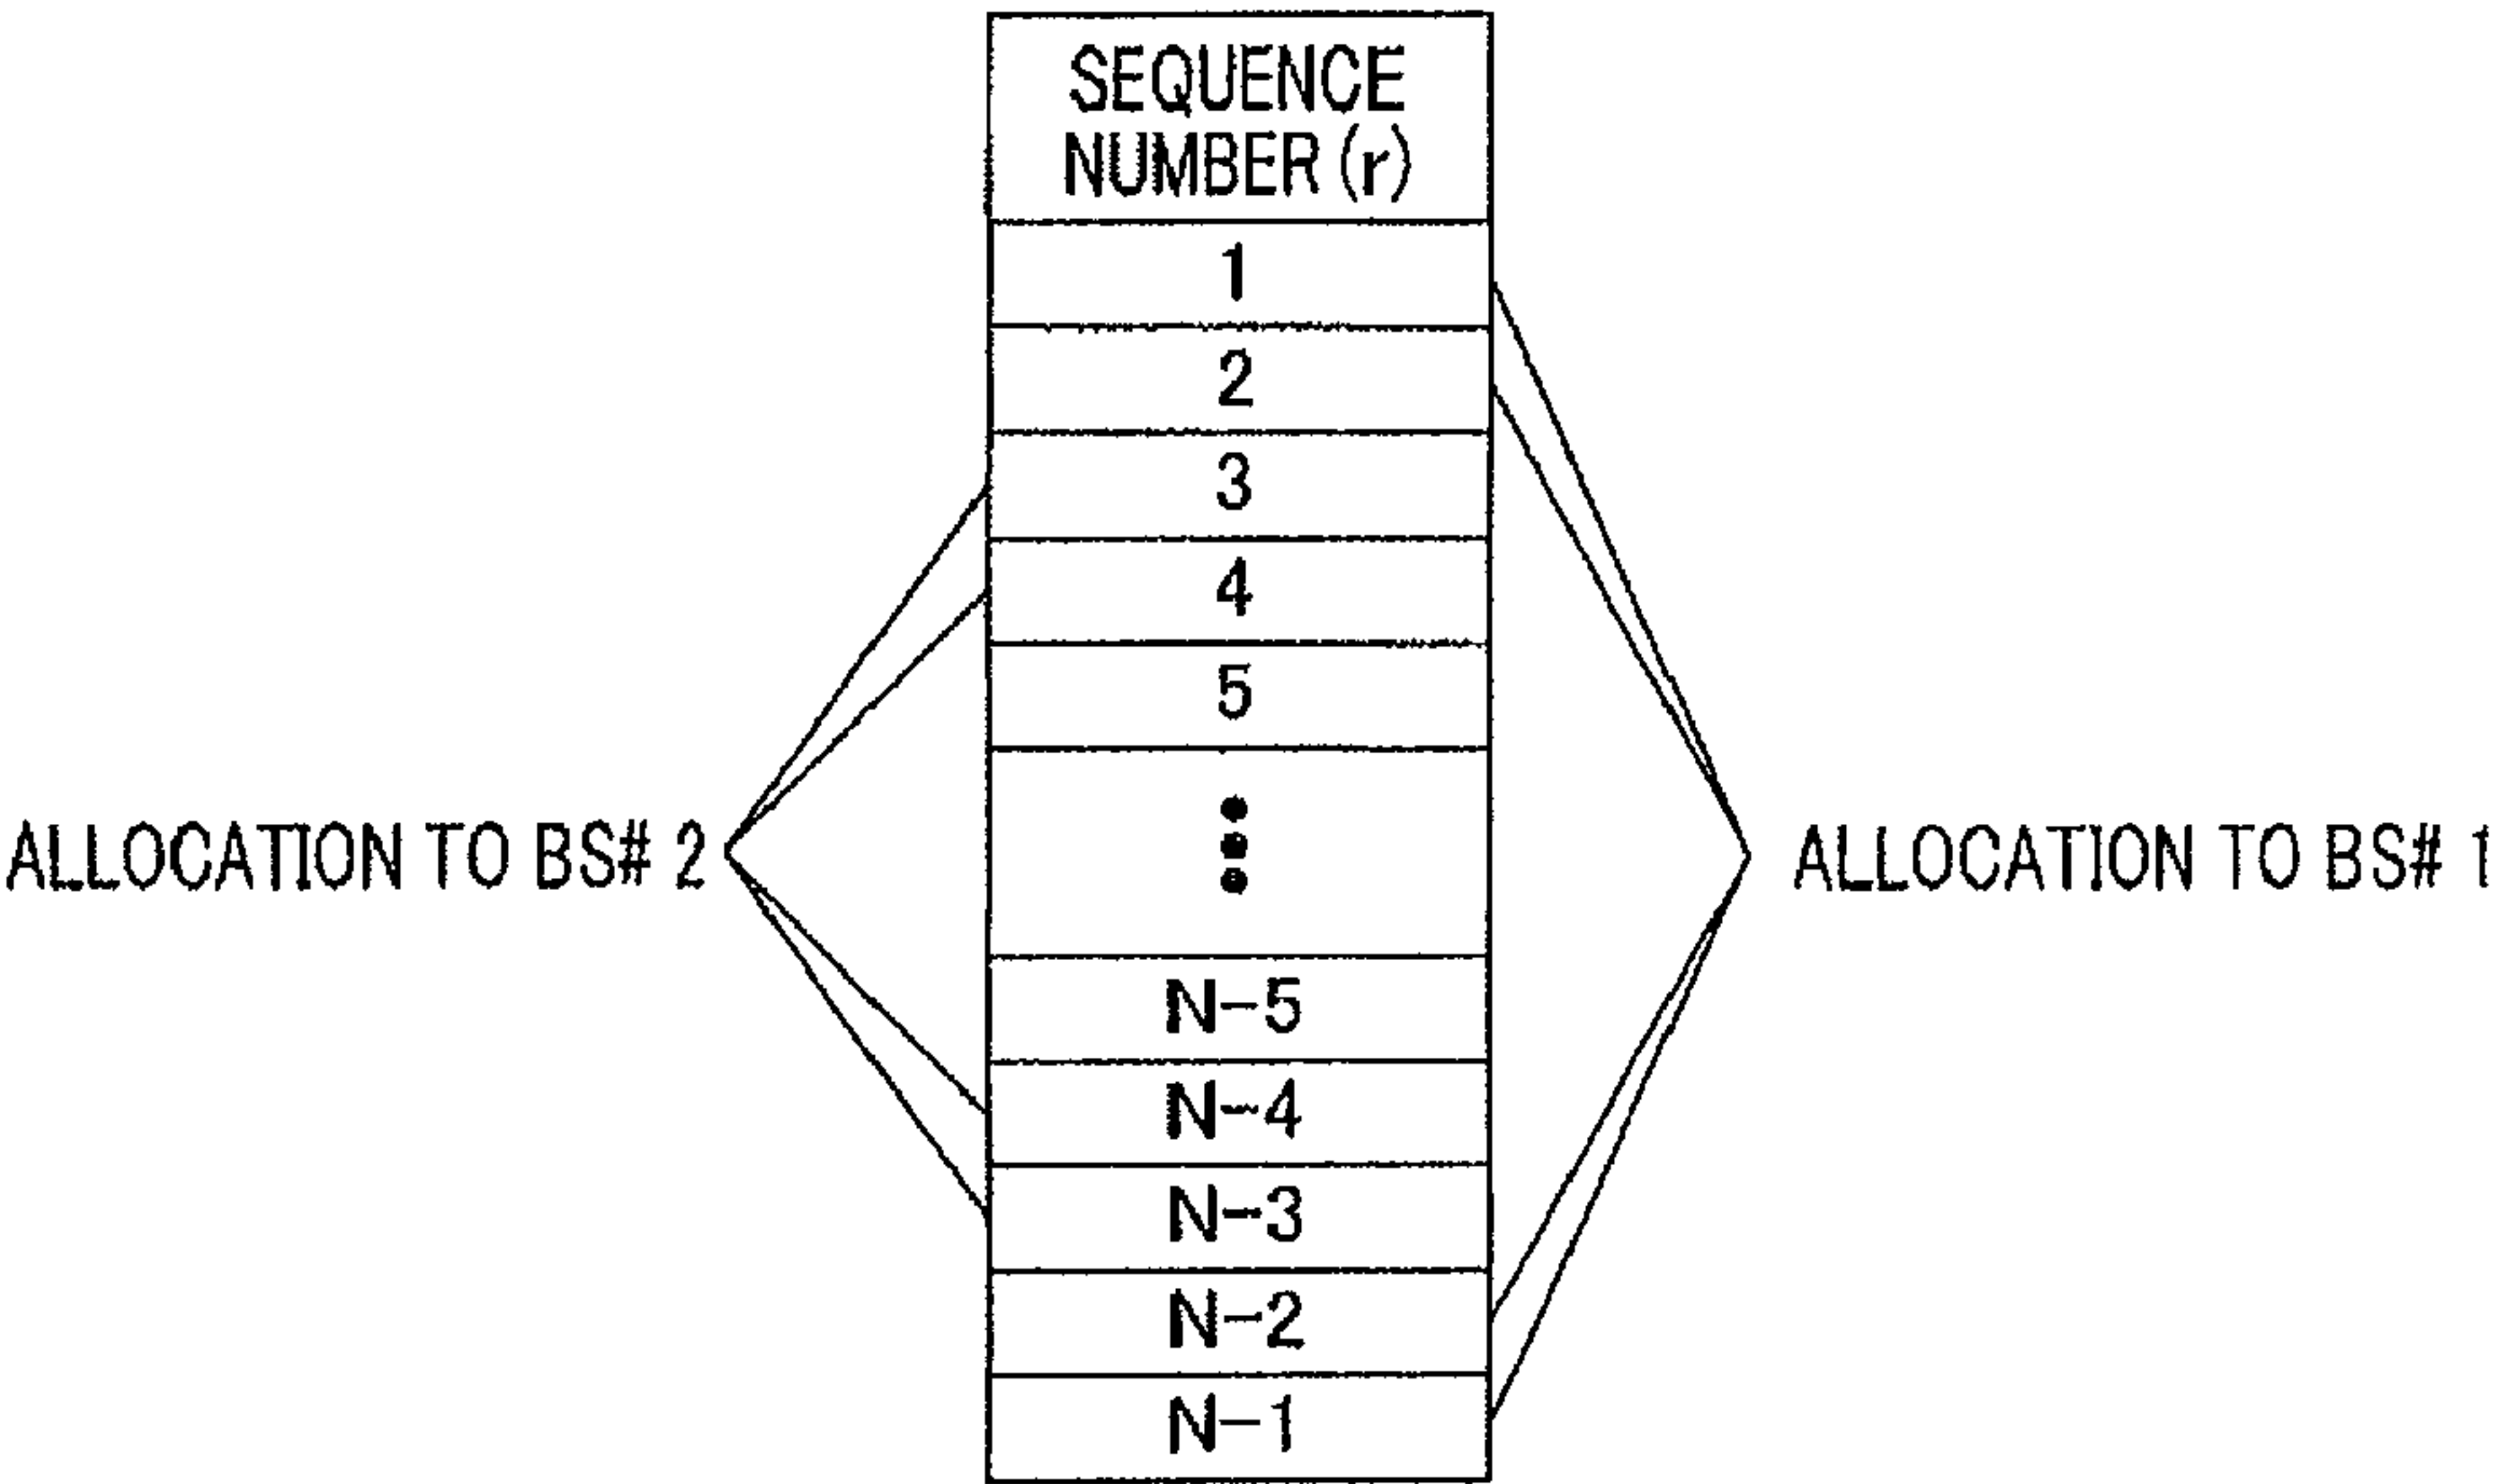 SEQUENCE
NUMBER (r)
1
2
3
4
5
ALLOCATION TO BS# 2
ALLOCATION TO BS# 1
N-5
N-4
N-3
N-2
N-1